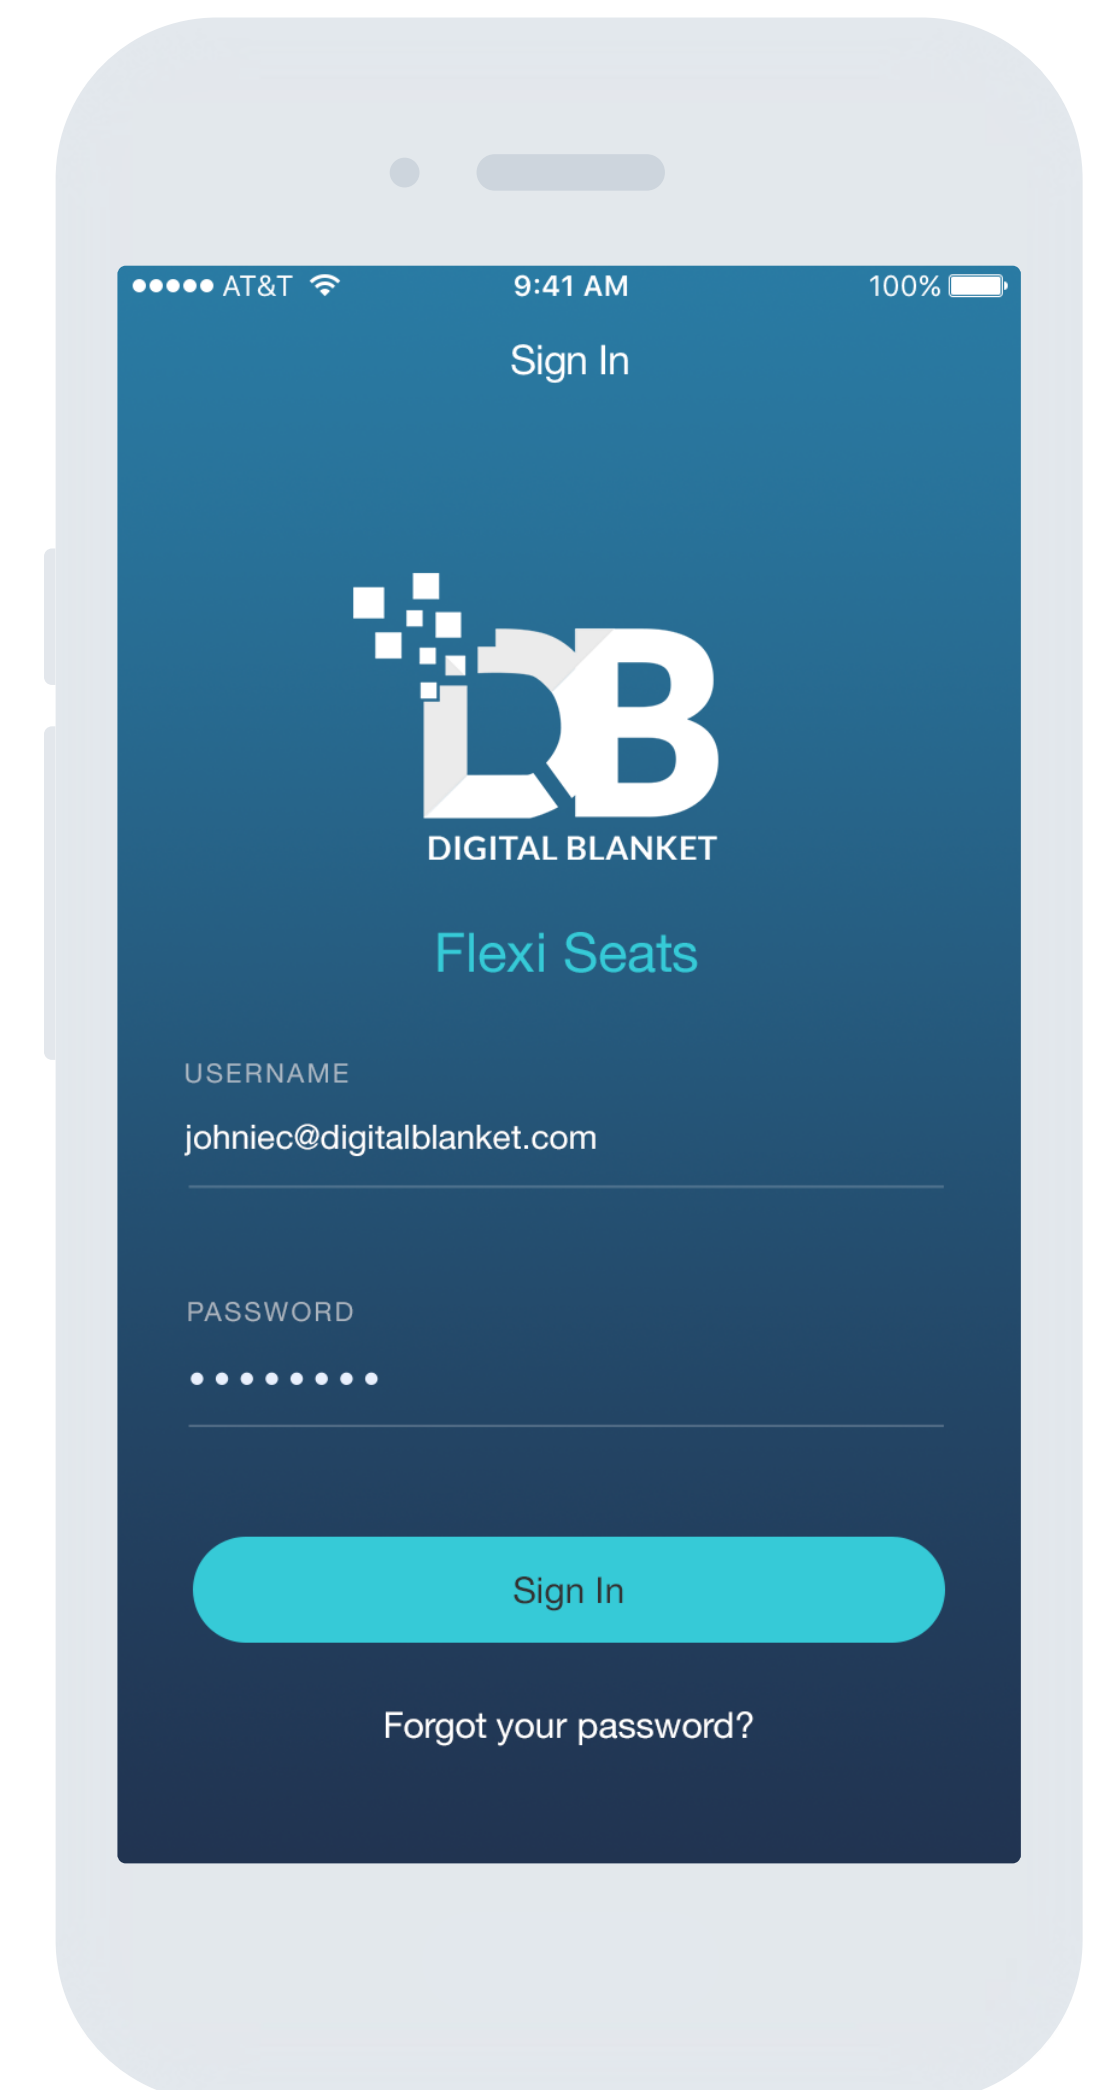 AT&T 9:41 AM 100%
Sign In
DB
DIGITAL BLANKET
Flexi Seats
USERNAME
johniec@digitalblanket.com
PASSWORD
••••••••
Sign In
Forgot your password?